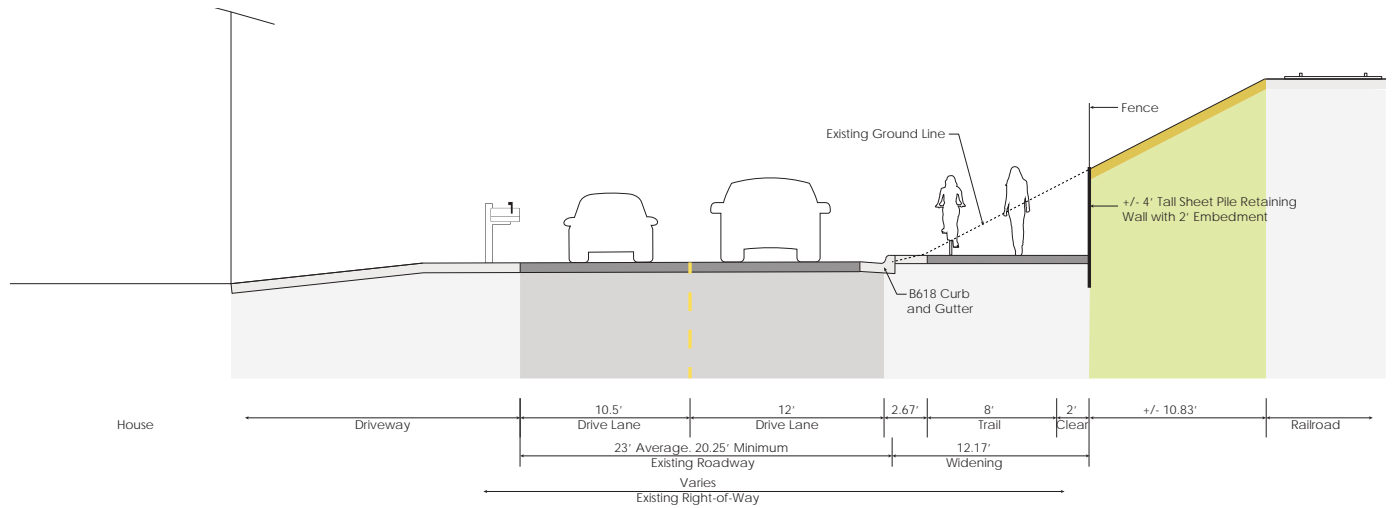 Fence
Existing Ground Line
+/- 4' Tall Sheet Pile Retaining
Wall with 2' Embedment
B618 Curb
and Gutter
10.5' 12' 2.67' 8' 2' +/- 10.83'
House Driveway Drive Lane Drive Lane Trail Clear Railroad
23' Average. 20.25' Minimum 12.17'
Existing Roadway Widening
Varies
Existing Right-of-Way